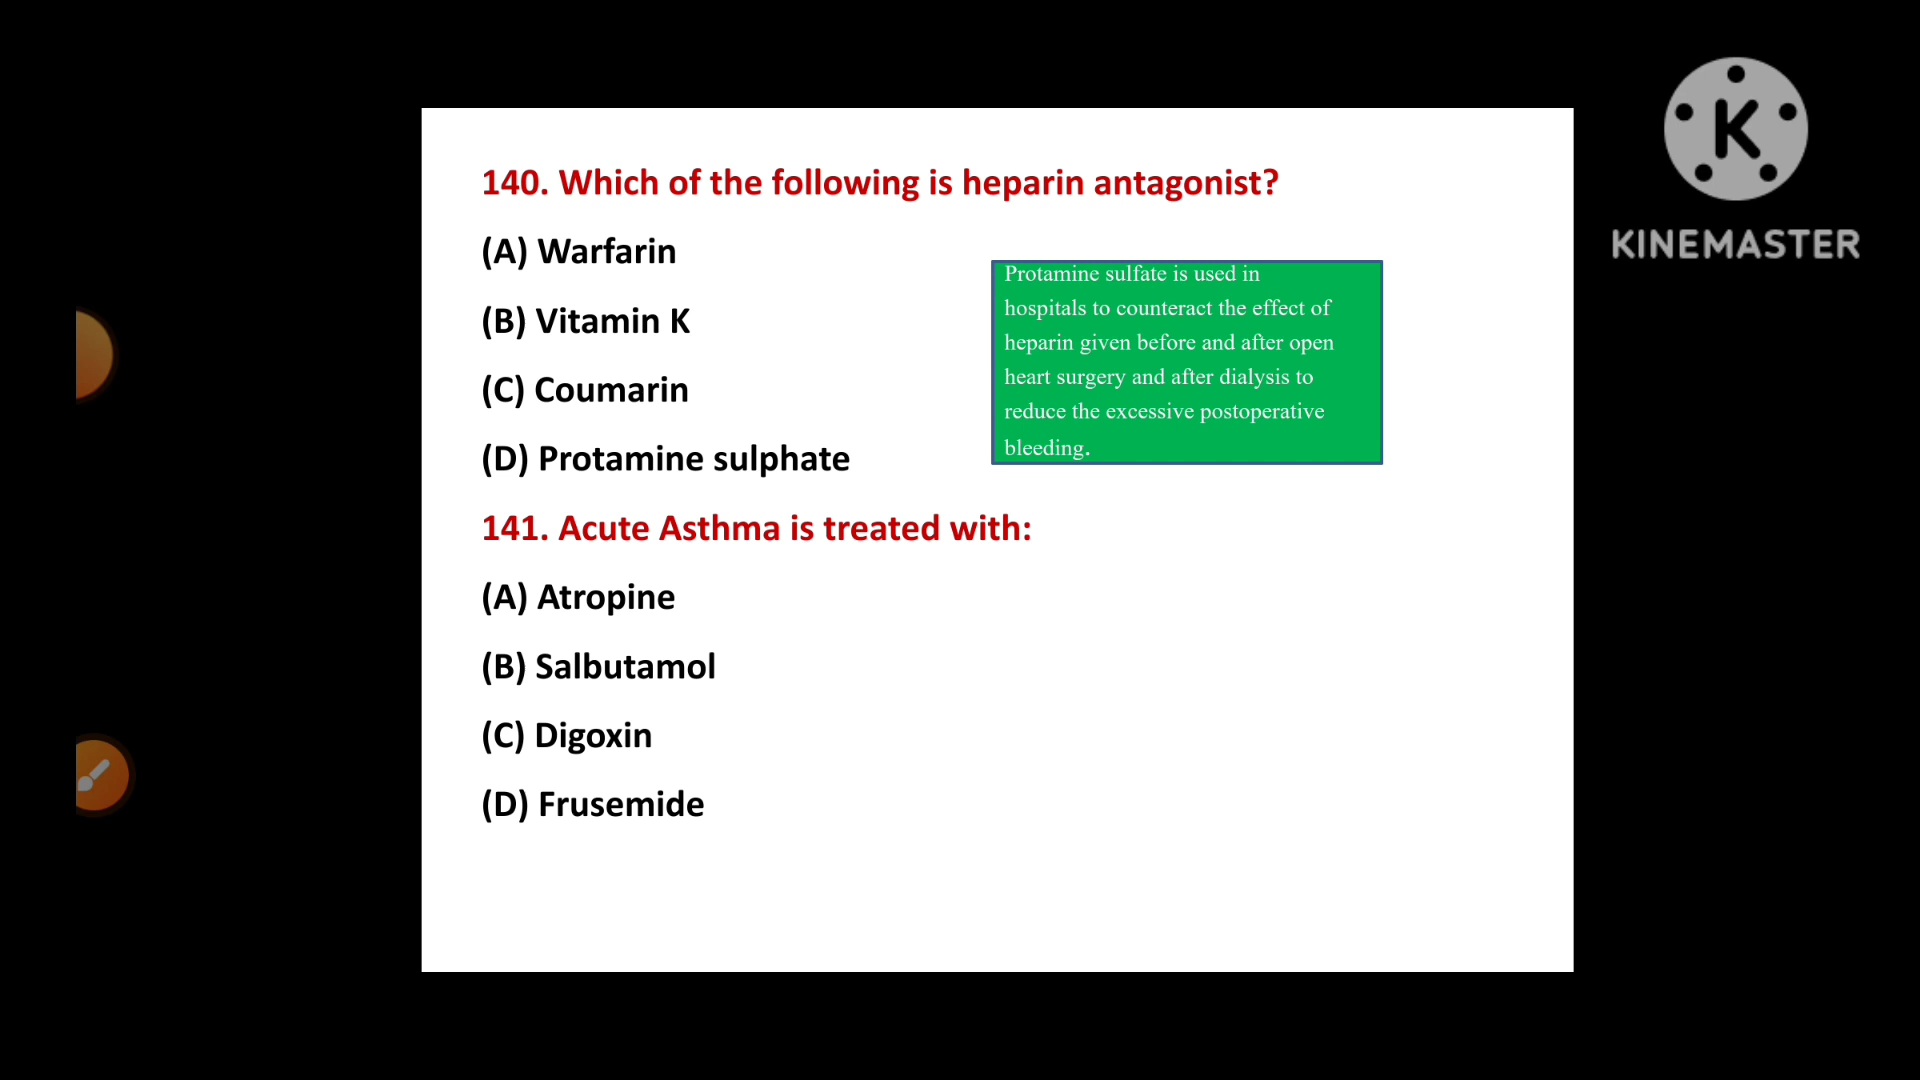 K
KINEMASTER
140. Which of the following is heparin antagonist?
(A) Warfarin
(B) Vitamin K
(C) Coumarin
(D) Protamine sulphate
Protamine sulfate is used in
hospitals to counteract the effect of
heparin given before and after open
heart surgery and after dialysis to
reduce the excessive postoperative
bleeding.
141. Acute Asthma is treated with:
(A) Atropine
(B) Salbutamol
(C) Digoxin
(D) Frusemide